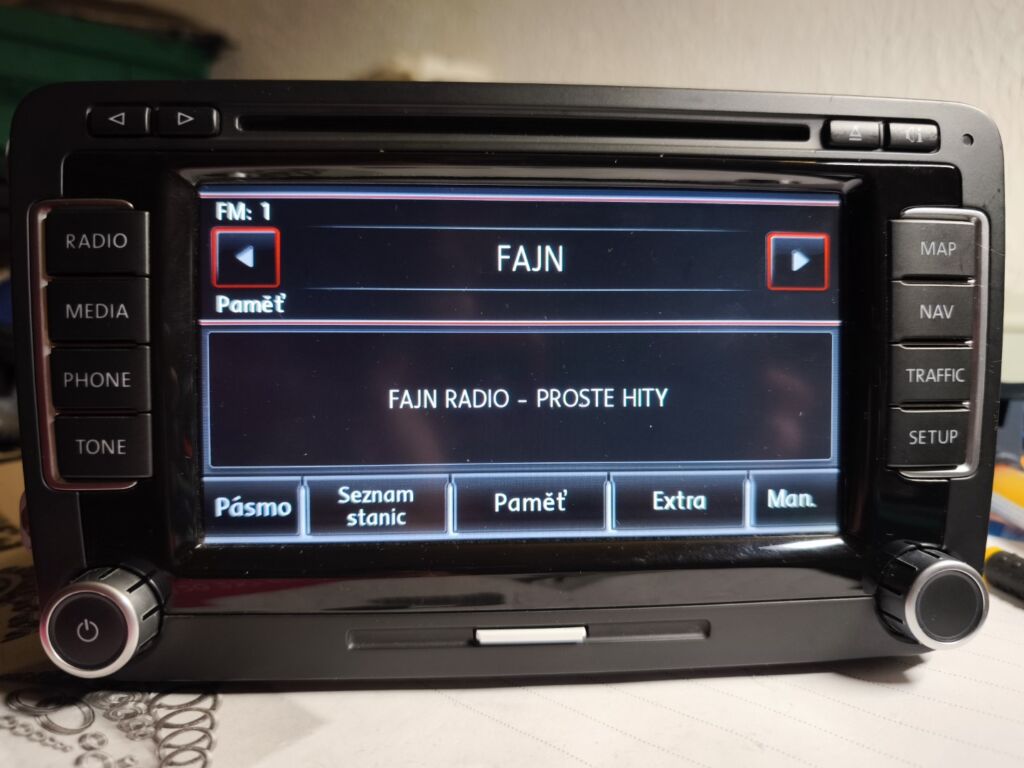 RADIO
MEDIA
PHONE
TONE
FM: 1
FAJN
Paměť
FAJN RADIO - PROSTE HITY
Pásmo
Seznam
stanic
Paměť
Extra
Man.
MAP
NAV
TRAFFIC
SETUP